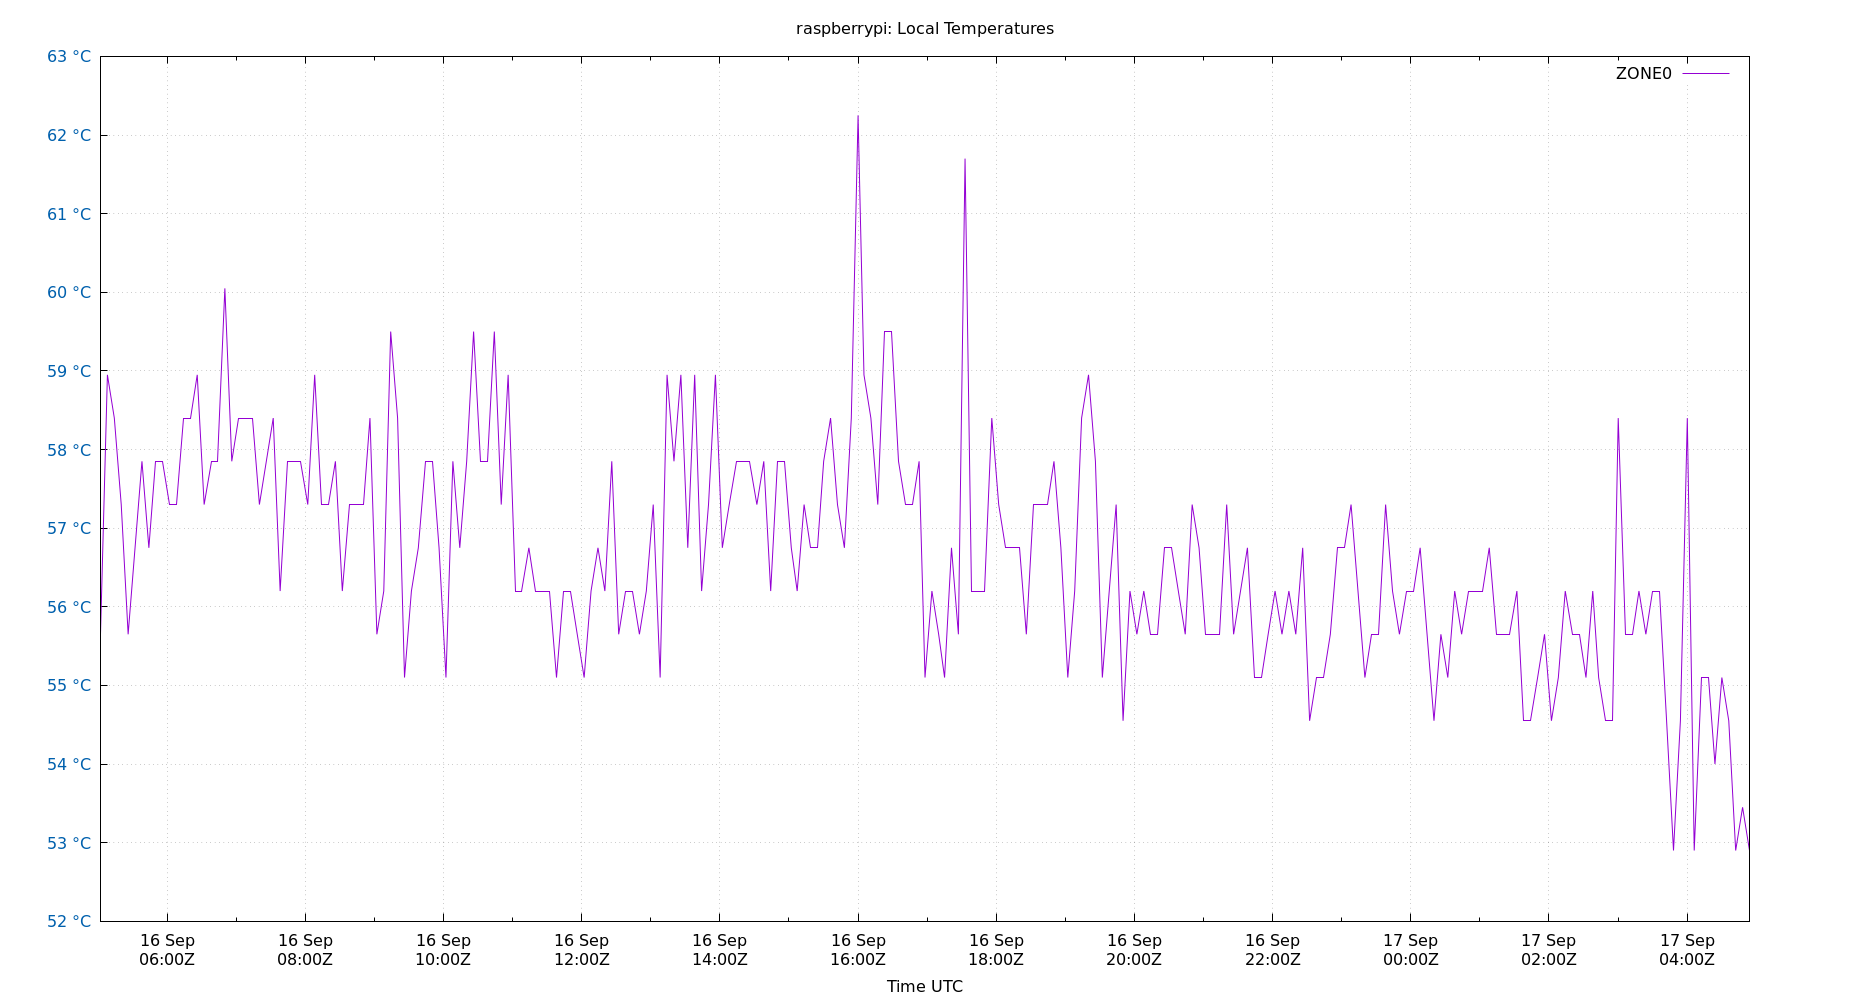 raspberrypi: Local Temperatures
63 °C
ZONE0
62 °C
61 °C
60 °C
59 °C
58 °C
57 °C
56 °C
55 °C
54 °C
53 °C
52 °C
16 Sep 16 Sep 16 Sep 16 Sep 16 Sep 16 Sep 16 Sep 16 Sep 16 Sep 17 Sep 17 Sep 17 Sep
06:00Z 08:00Z 10:00Z 12:00Z 14:00Z 16:00Z 18:00Z 20:00Z 22:00Z 00:00Z 02:00Z 04:00Z
Time UTC